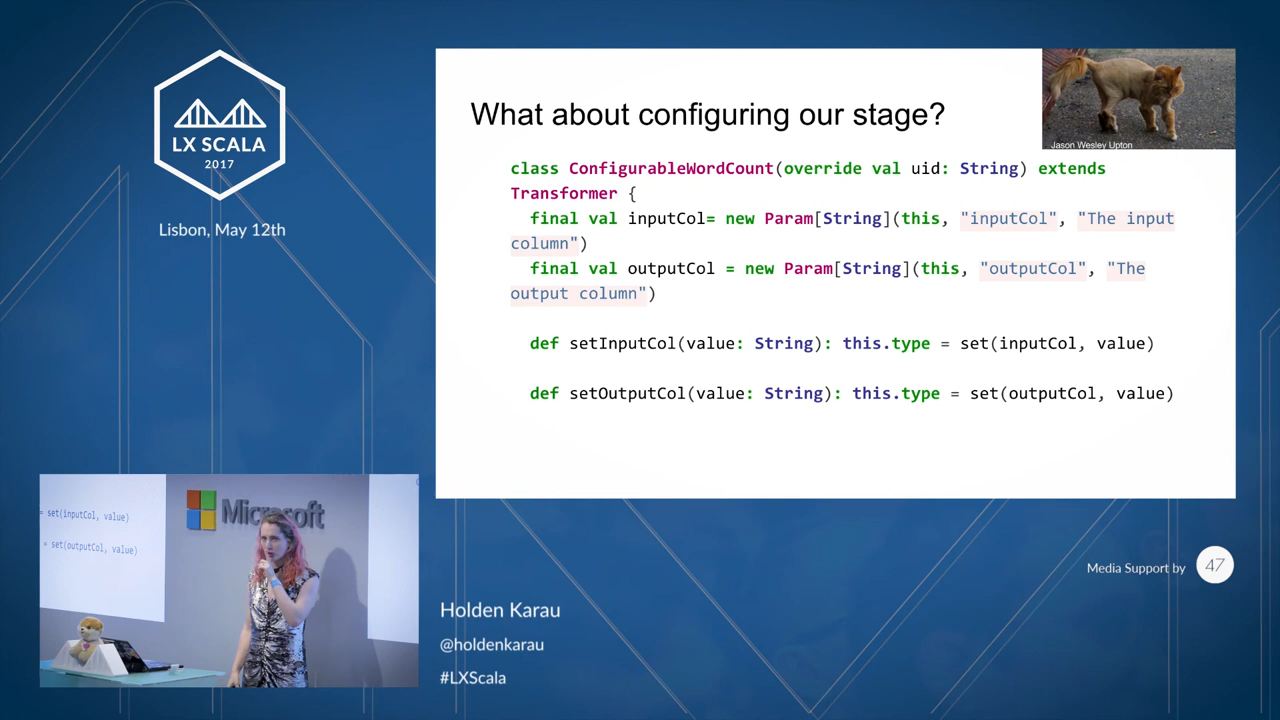 LX SCALA
2017
Lisbon, May 12th
What about configuring our stage?
Jason Wesley Upton
class ConfigurableWordCount(override val uid: String) extends
Transformer {
final val inputCol= new Param[String](this, "inputCol", "The input
column")
final val outputCol = new Param[String](this, "outputCol", "The
output column")
def setInputCol(value: String): this.type = set(inputCol, value)
def setOutputCol(value: String): this.type = set(outputCol, value)
= set(inputCol, value)
= set(outputCol, value)
Microsoft
Media Support by
47
Holden Karau
@holdenkarau
#LXScala